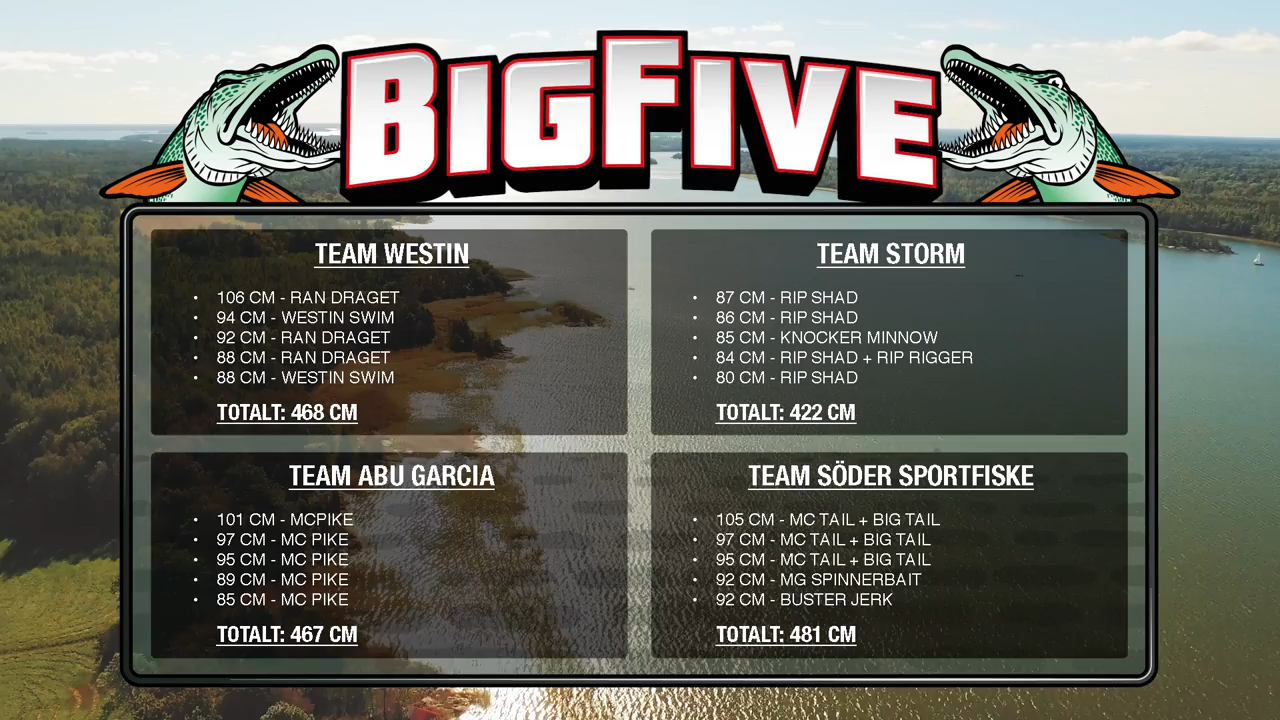 BIGFIVE
TEAM WESTIN
• 106 CM - RAN DRAGET
• 94 CM - WESTIN SWIM
• 92 CM - RAN DRAGET
• 88 CM - RAN DRAGET
• 88 CM - WESTIN SWIM
TOTALT: 468 CM
TEAM STORM
• 87 CM - RIP SHAD
• 86 CM - RIP SHAD
• 85 CM - KNOCKER MINNOW
• 84 CM - RIP SHAD + RIP RIGGER
• 80 CM - RIP SHAD
TOTALT: 422 CM
TEAM ABU GARCIA
• 101 CM - MCPIKE
• 97 CM - MC PIKE
• 95 CM - MC PIKE
• 89 CM - MC PIKE
• 85 CM - MC PIKE
TOTALT: 467 CM
TEAM SÖDER SPORTFISKE
• 105 CM - MC TAIL + BIG TAIL
• 97 CM - MC TAIL + BIG TAIL
• 95 CM - MC TAIL + BIG TAIL
• 92 CM - MG SPINNERBAIT
• 92 CM - BUSTER JERK
TOTALT: 481 CM